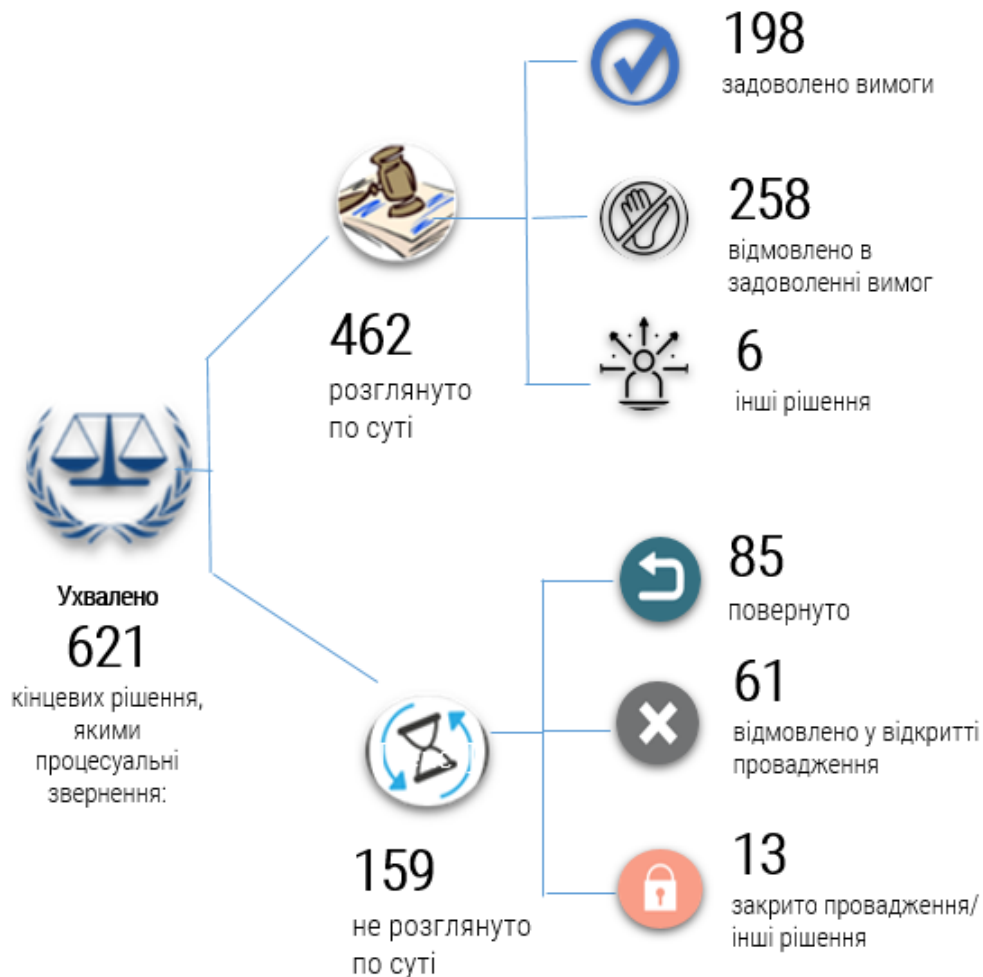 Ухвалено
621
кінцевих рішення,
якими
процесуальні
звернення:
462
розглянуто
по суті
198
задоволено вимоги
258
відмовлено в
задоволенні вимог
6
інші рішення
159
не розглянуто
по суті
85
повернуто
61
відмовлено у відкритті
провадження
13
закрито провадження/
інші рішення